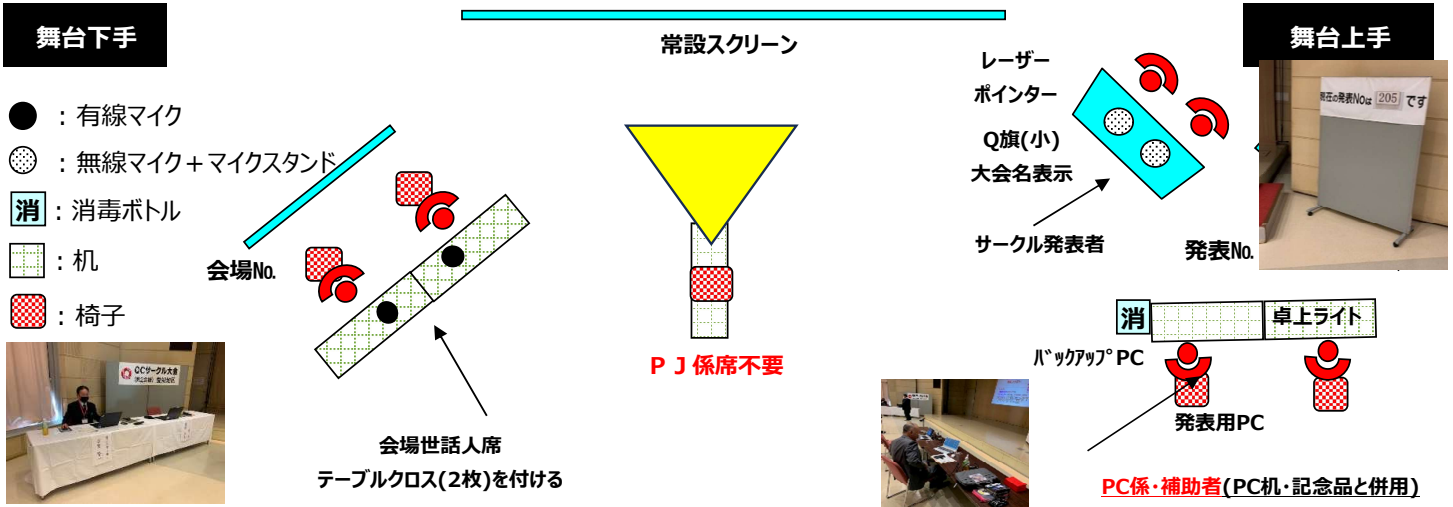 舞台下手
常設スクリーン
舞台上手
●：有線マイク
：無線マイク＋マイクスタンド
消：消毒ボトル
：机
：椅子
会場No.
会場世話人席
テーブルクロス(2枚)を付ける
ＰＪ係席不要
レーザー
ポインター
Q旗(小)
大会名表示
サークル発表者
発表No.
現在の発表Noは 205 です
消
卓上ライト
ﾊﾞｯｸｱｯﾌﾟPC
発表用PC
PC係・補助者(PC机・記念品と併用)
QCサークル大会